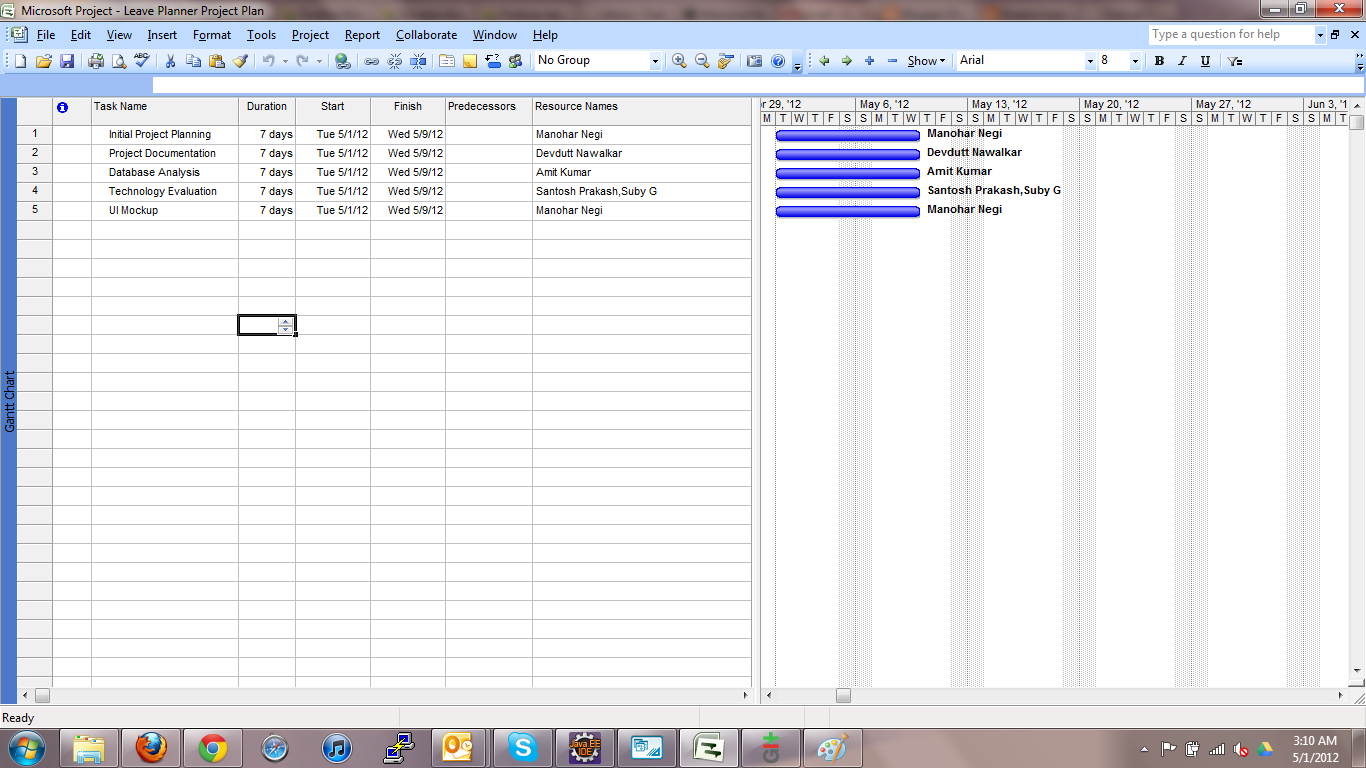 Microsoft Project - Leave Planner Project Plan
File Edit View Insert Format Tools Project Report Collaborate Window Help
Type a question for help
No Group Show Arial 8 B I U
Task Name Duration Start Finish Predecessors Resource Names
r 29, '12 May 6, '12 May 13, '12 May 20, '12 May 27, '12 Jun 3, '1
M T W T F S S M T W T F S S M T W T F S S M T W T F S S M T W T F S S M T
1 Initial Project Planning 7 days Tue 5/1/12 Wed 5/9/12 Manohar Negi Manohar Negi
2 Project Documentation 7 days Tue 5/1/12 Wed 5/9/12 Devdutt Nawalkar Devdutt Nawalkar
3 Database Analysis 7 days Tue 5/1/12 Wed 5/9/12 Amit Kumar Amit Kumar
4 Technology Evaluation 7 days Tue 5/1/12 Wed 5/9/12 Santosh Prakash,Suby G Santosh Prakash,Suby G
5 UI Mockup 7 days Tue 5/1/12 Wed 5/9/12 Manohar Negi Manohar Negi
Gantt Chart
Ready
Java EE
IDE
3:10 AM
5/1/2012